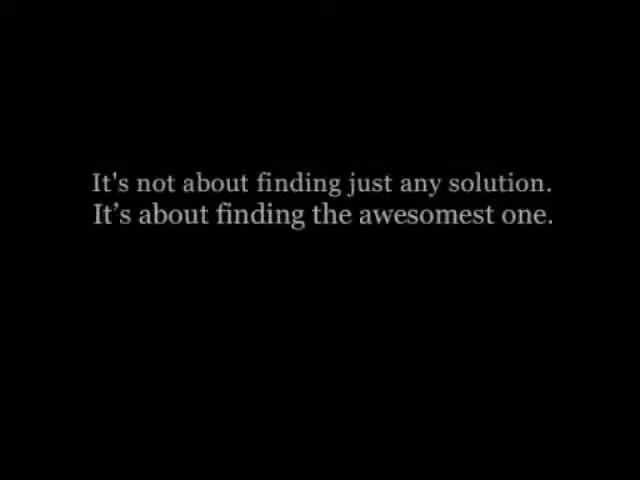 It's not about finding just any solution.
It’s about finding the awesomest one.